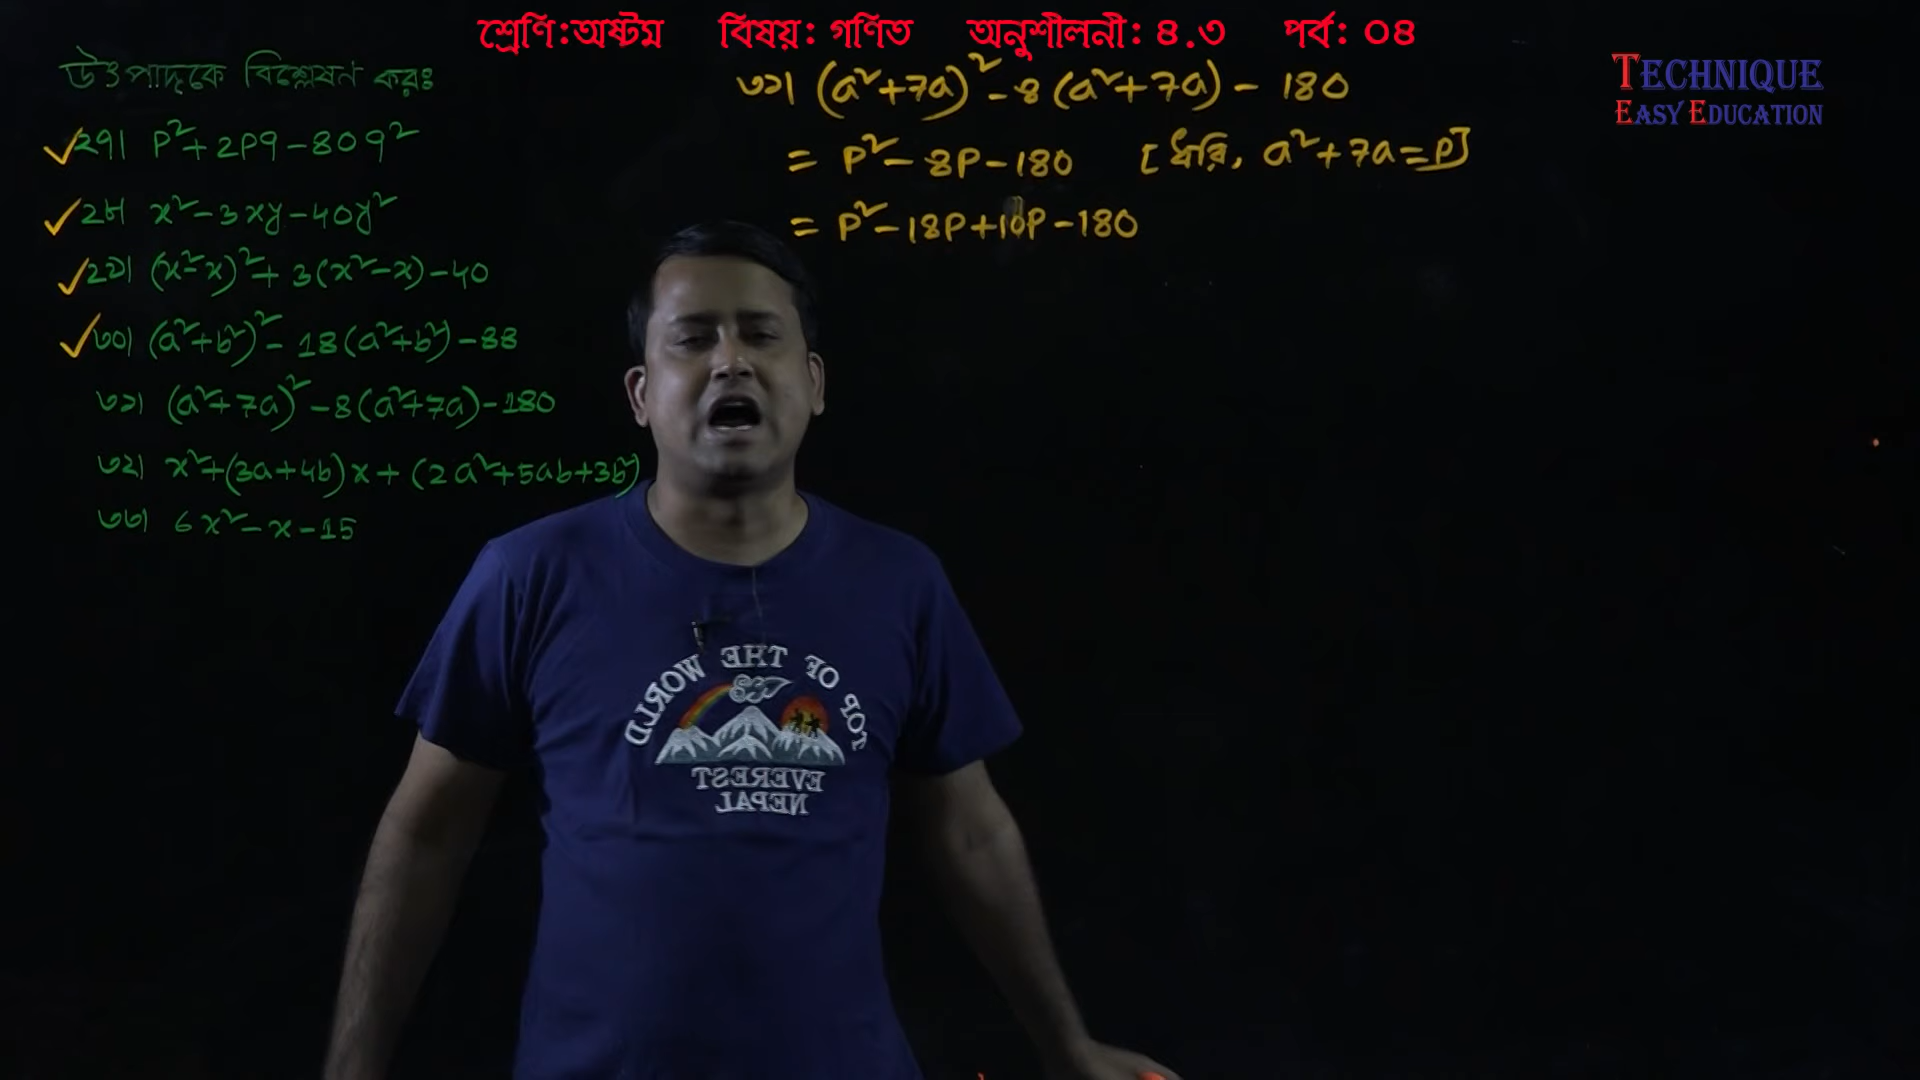 শ্রেণি:অষ্টম বিষয়: গণিত অনুশীলনী: ৪.৩ পর্ব: ০৪
TECHNIQUE
EASY EDUCATION
উৎপাদকে বিশ্লেষণ করঃ
২৭। P²+2Pq-80q²
২৮। x²-3xy-40y²
২৯। (x²-x)²+3(x²-x)-40
৩০। (a²+b²)²-18(a²+b²)-88
৩১। (a²+7a)²-8(a²+7a)-180
৩২। x²+(3a+4b)x+(2a²+5ab+3b²)
৩৩। 6x²-x-15
৩১। (a²+7a)²-8(a²+7a)-180
= P²-8P-180 [ধরি, a²+7a=P]
= P²-18P+10P-180
TOP OF THE WORLD
EVEREST
NEPAL